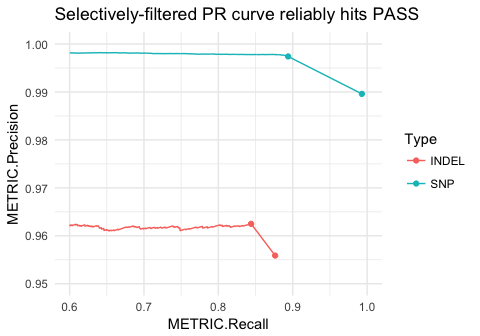 Selectively-filtered PR curve reliably hits PASS
1.00
0.99
0.98
0.97
0.96
0.95
METRIC.Precision
0.6
0.7
0.8
0.9
1.0
METRIC.Recall
Type
INDEL
SNP